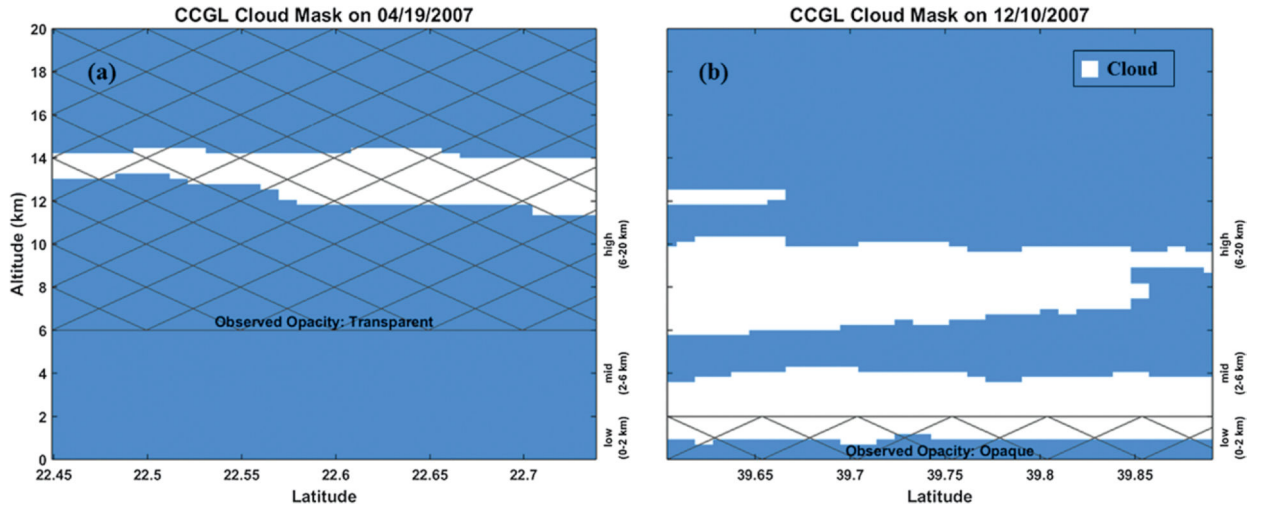 CCGL Cloud Mask on 04/19/2007
(a)
20
18
16
14
12
10
8
6
4
2
0
Altitude (km)
Observed Opacity: Transparent
22.45 22.5 22.55 22.6 22.65 22.7
Latitude
high
(6-20 km)
mid
(2-6 km)
low
(0-2 km)
CCGL Cloud Mask on 12/10/2007
(b)
Cloud
Observed Opacity: Opaque
39.65 39.7 39.75 39.8 39.85
Latitude
high
(6-20 km)
mid
(2-6 km)
low
(0-2 km)